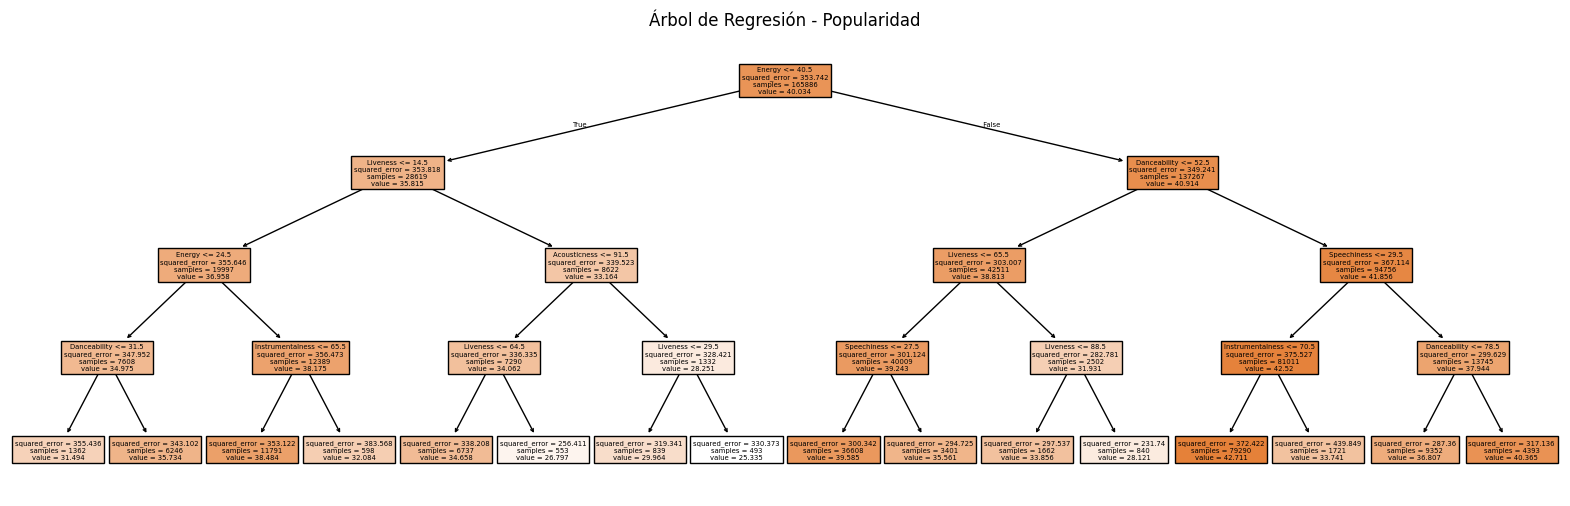 Árbol de Regresión - Popularidad
Energy <= 40.5
squared_error = 353.742
samples = 165886
value = 40.034
True
False
Liveness <= 14.5
squared_error = 353.818
samples = 28619
value = 35.815
Danceability <= 52.5
squared_error = 349.241
samples = 137267
value = 40.914
Energy <= 24.5
squared_error = 355.646
samples = 19997
value = 36.958
Acousticness <= 91.5
squared_error = 339.523
samples = 8622
value = 33.164
Liveness <= 65.5
squared_error = 303.007
samples = 42511
value = 38.813
Speechiness <= 29.5
squared_error = 367.114
samples = 94756
value = 41.856
Danceability <= 31.5
squared_error = 347.952
samples = 7608
value = 34.975
Instrumentalness <= 65.5
squared_error = 356.473
samples = 12389
value = 38.175
Liveness <= 64.5
squared_error = 336.335
samples = 7290
value = 34.062
Liveness <= 29.5
squared_error = 328.421
samples = 1332
value = 28.251
Speechiness <= 27.5
squared_error = 301.124
samples = 40009
value = 39.243
Liveness <= 88.5
squared_error = 282.781
samples = 2502
value = 31.931
Instrumentalness <= 70.5
squared_error = 375.527
samples = 81011
value = 42.52
Danceability <= 78.5
squared_error = 299.629
samples = 13745
value = 37.944
squared_error = 355.436
samples = 1362
value = 31.494
squared_error = 343.102
samples = 6246
value = 35.734
squared_error = 353.122
samples = 11791
value = 38.484
squared_error = 383.568
samples = 598
value = 32.084
squared_error = 338.208
samples = 6737
value = 34.658
squared_error = 256.411
samples = 553
value = 26.797
squared_error = 319.341
samples = 839
value = 29.964
squared_error = 330.373
samples = 493
value = 25.335
squared_error = 300.342
samples = 36608
value = 39.585
squared_error = 294.725
samples = 3401
value = 35.561
squared_error = 297.537
samples = 1662
value = 33.856
squared_error = 231.74
samples = 840
value = 28.121
squared_error = 372.422
samples = 79290
value = 42.711
squared_error = 439.849
samples = 1721
value = 33.741
squared_error = 287.36
samples = 9352
value = 36.807
squared_error = 317.136
samples = 4393
value = 40.365